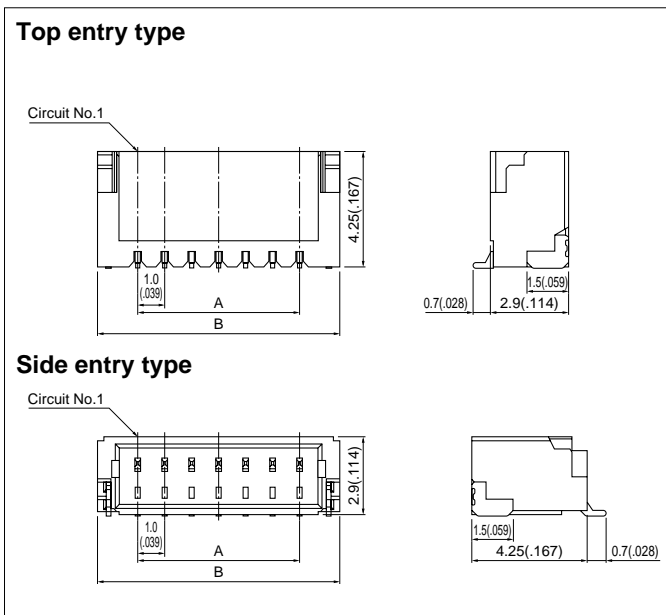 Top entry type
Circuit No.1
4.25(.167)
1.0
(.039)
A
B
1.5(.059)
0.7(.028)
2.9(.114)
Side entry type
Circuit No.1
2.9(.114)
1.0
(.039)
A
B
1.5(.059)
4.25(.167)
0.7(.028)